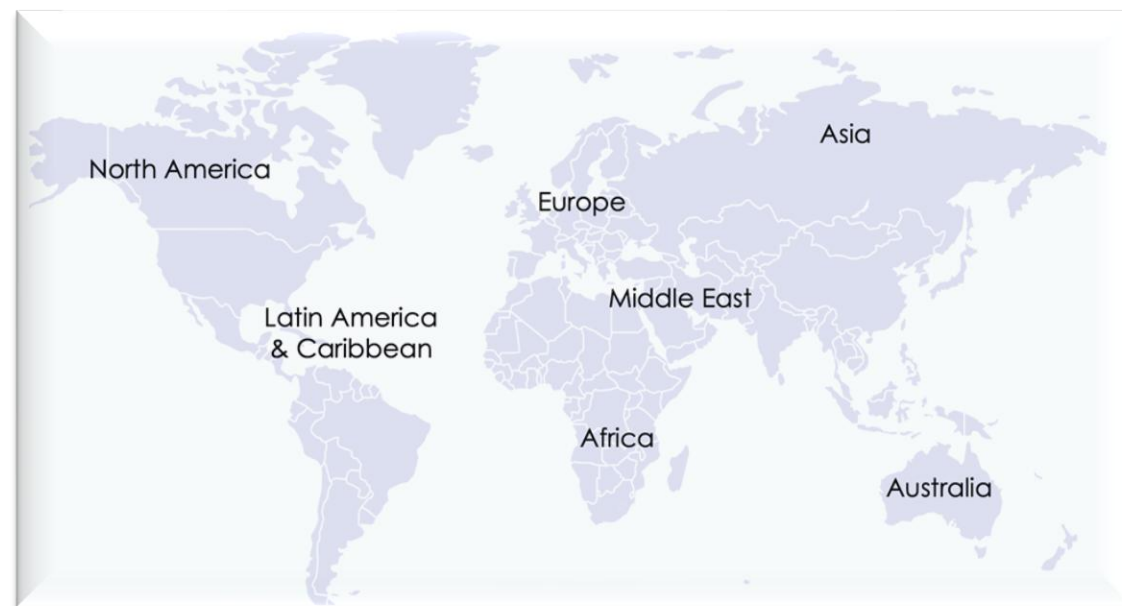 Asia
North America
Europe
Middle East
Latin America
& Caribbean
Africa
Australia